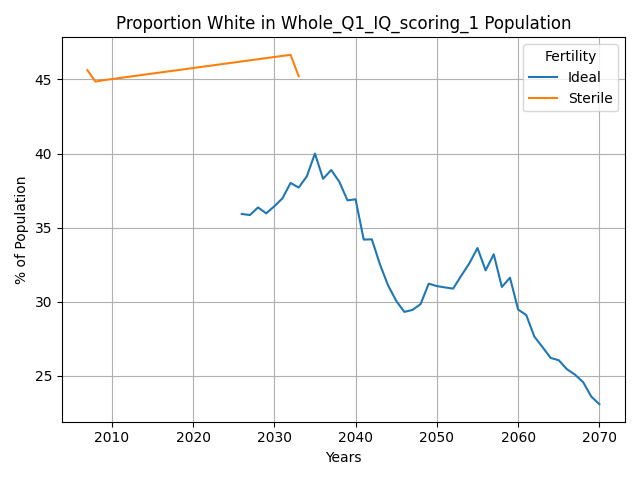 Proportion White in Whole_Q1_IQ_scoring_1 Population
Fertility
Ideal
Sterile
% of Population
45
40
35
30
25
2010
2020
2030
2040
2050
2060
2070
Years